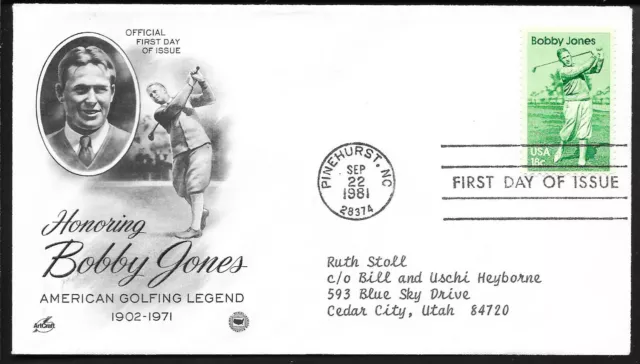 OFFICIAL
FIRST DAY
OF ISSUE
Honoring
Bobby Jones
AMERICAN GOLFING LEGEND
1902-1971
ArtCraft
PINEHURST, NC
SEP
22
1981
28374
Bobby Jones
USA
18c
FIRST DAY OF ISSUE
Ruth Stoll
c/o Bill and Uschi Heyborne
593 Blue Sky Drive
Cedar City, Utah 84720